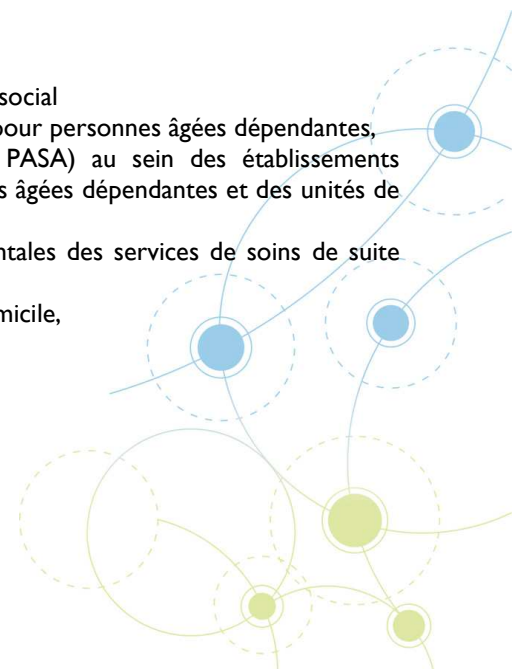 social
pour personnes âgées dépendantes,
PASA) au sein des établissements
s âgées dépendantes et des unités de
ntales des services de soins de suite
micile,